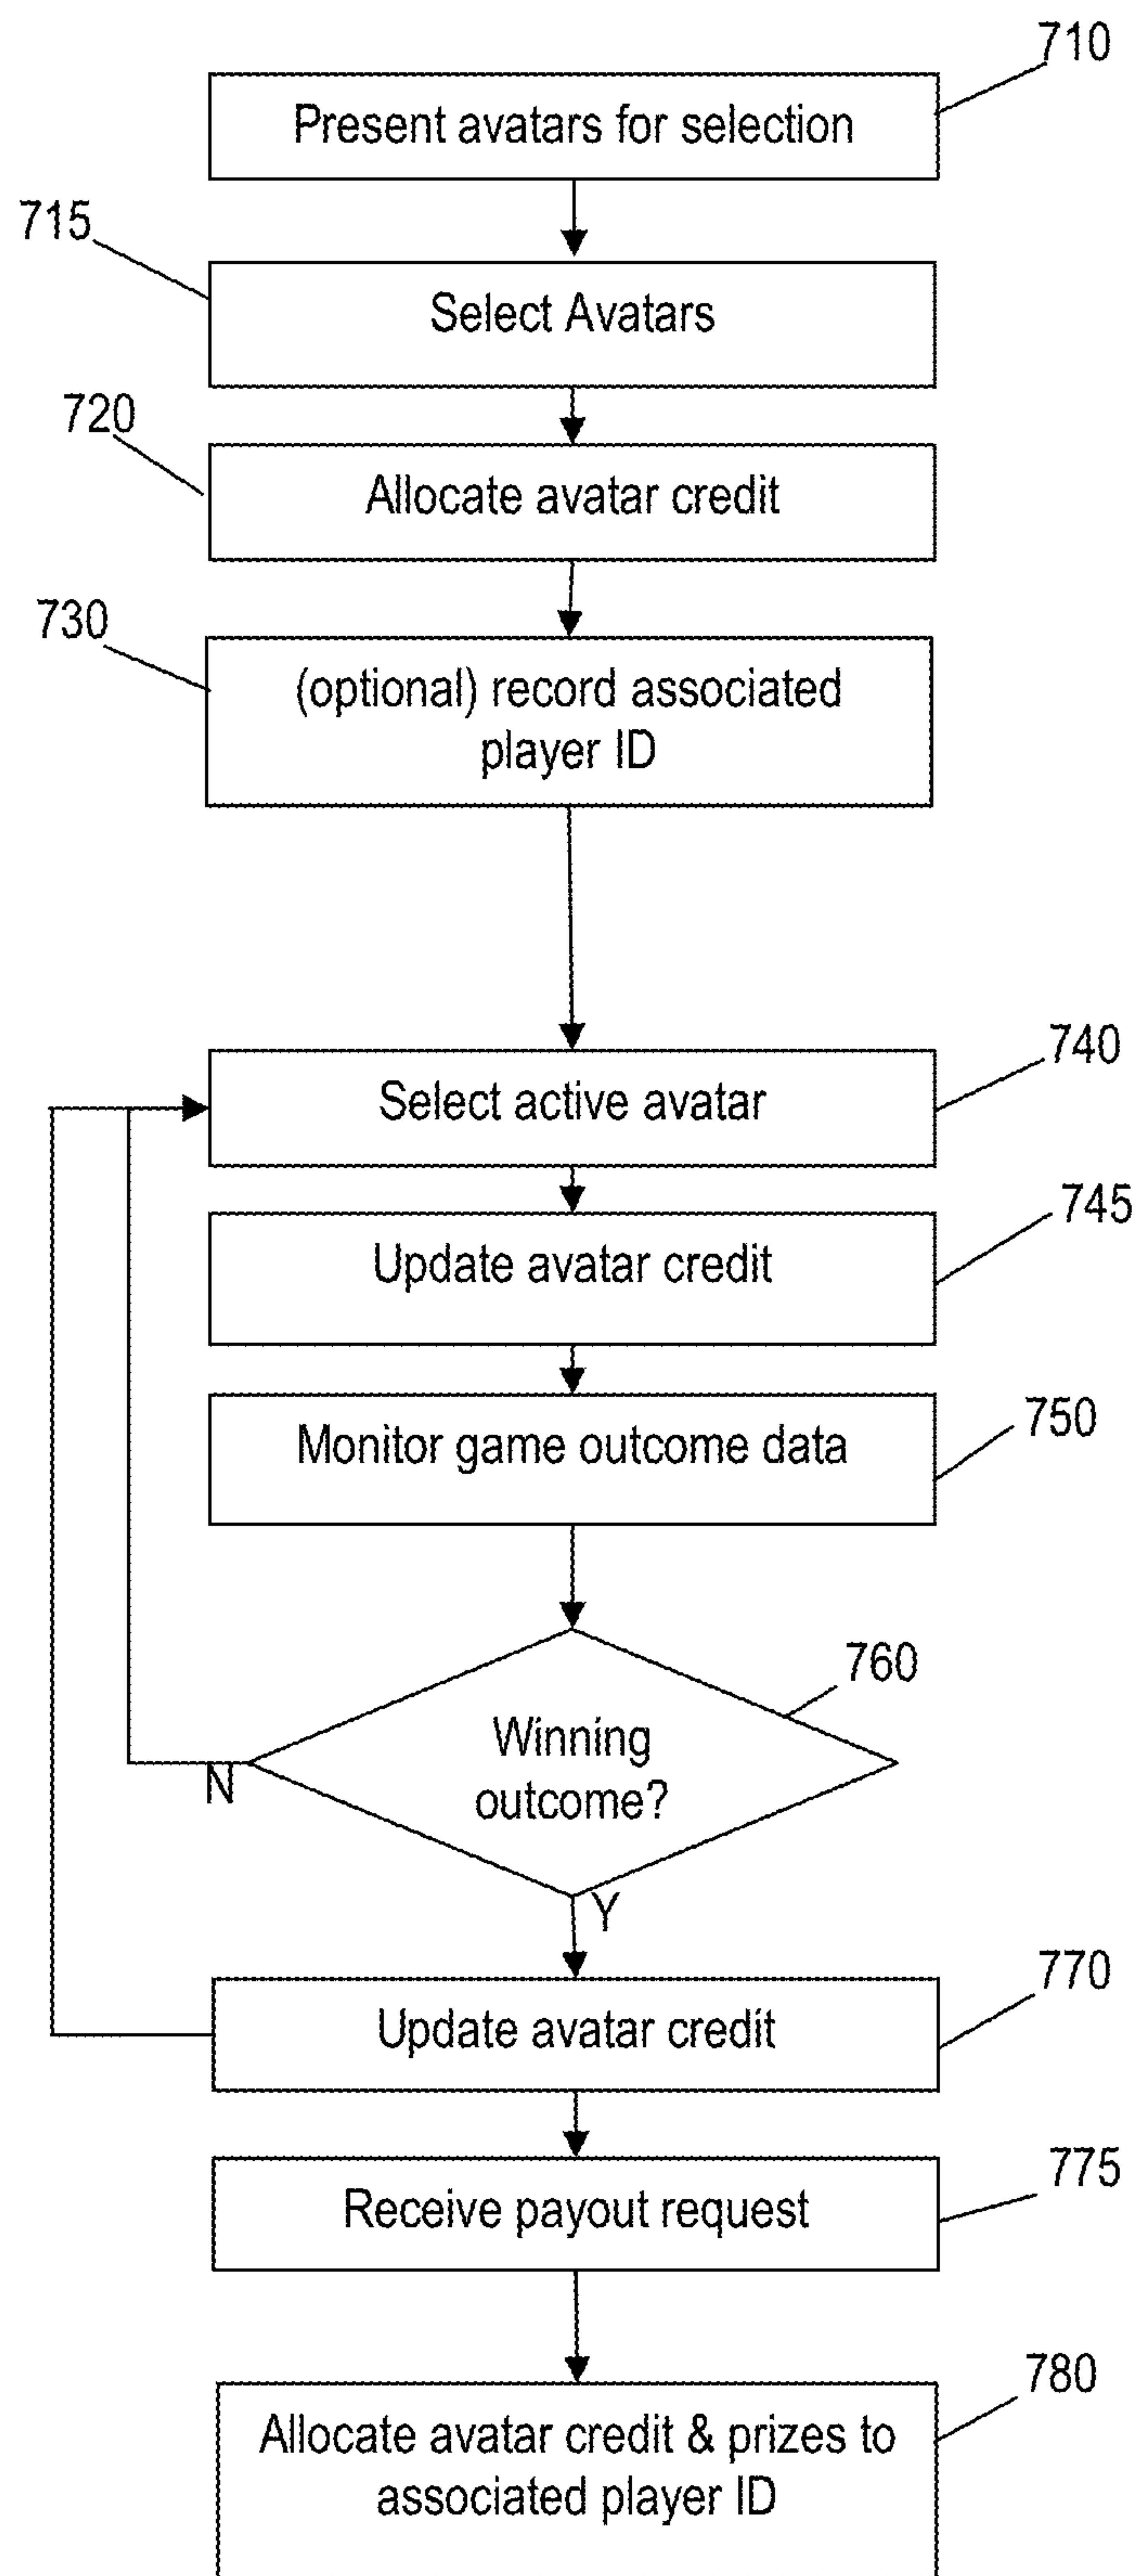 710
Present avatars for selection
715
Select Avatars
720
Allocate avatar credit
730
(optional) record associated
player ID
740
Select active avatar
745
Update avatar credit
750
Monitor game outcome data
760
Winning
outcome?
N
Y
770
Update avatar credit
775
Receive payout request
780
Allocate avatar credit & prizes to
associated player ID